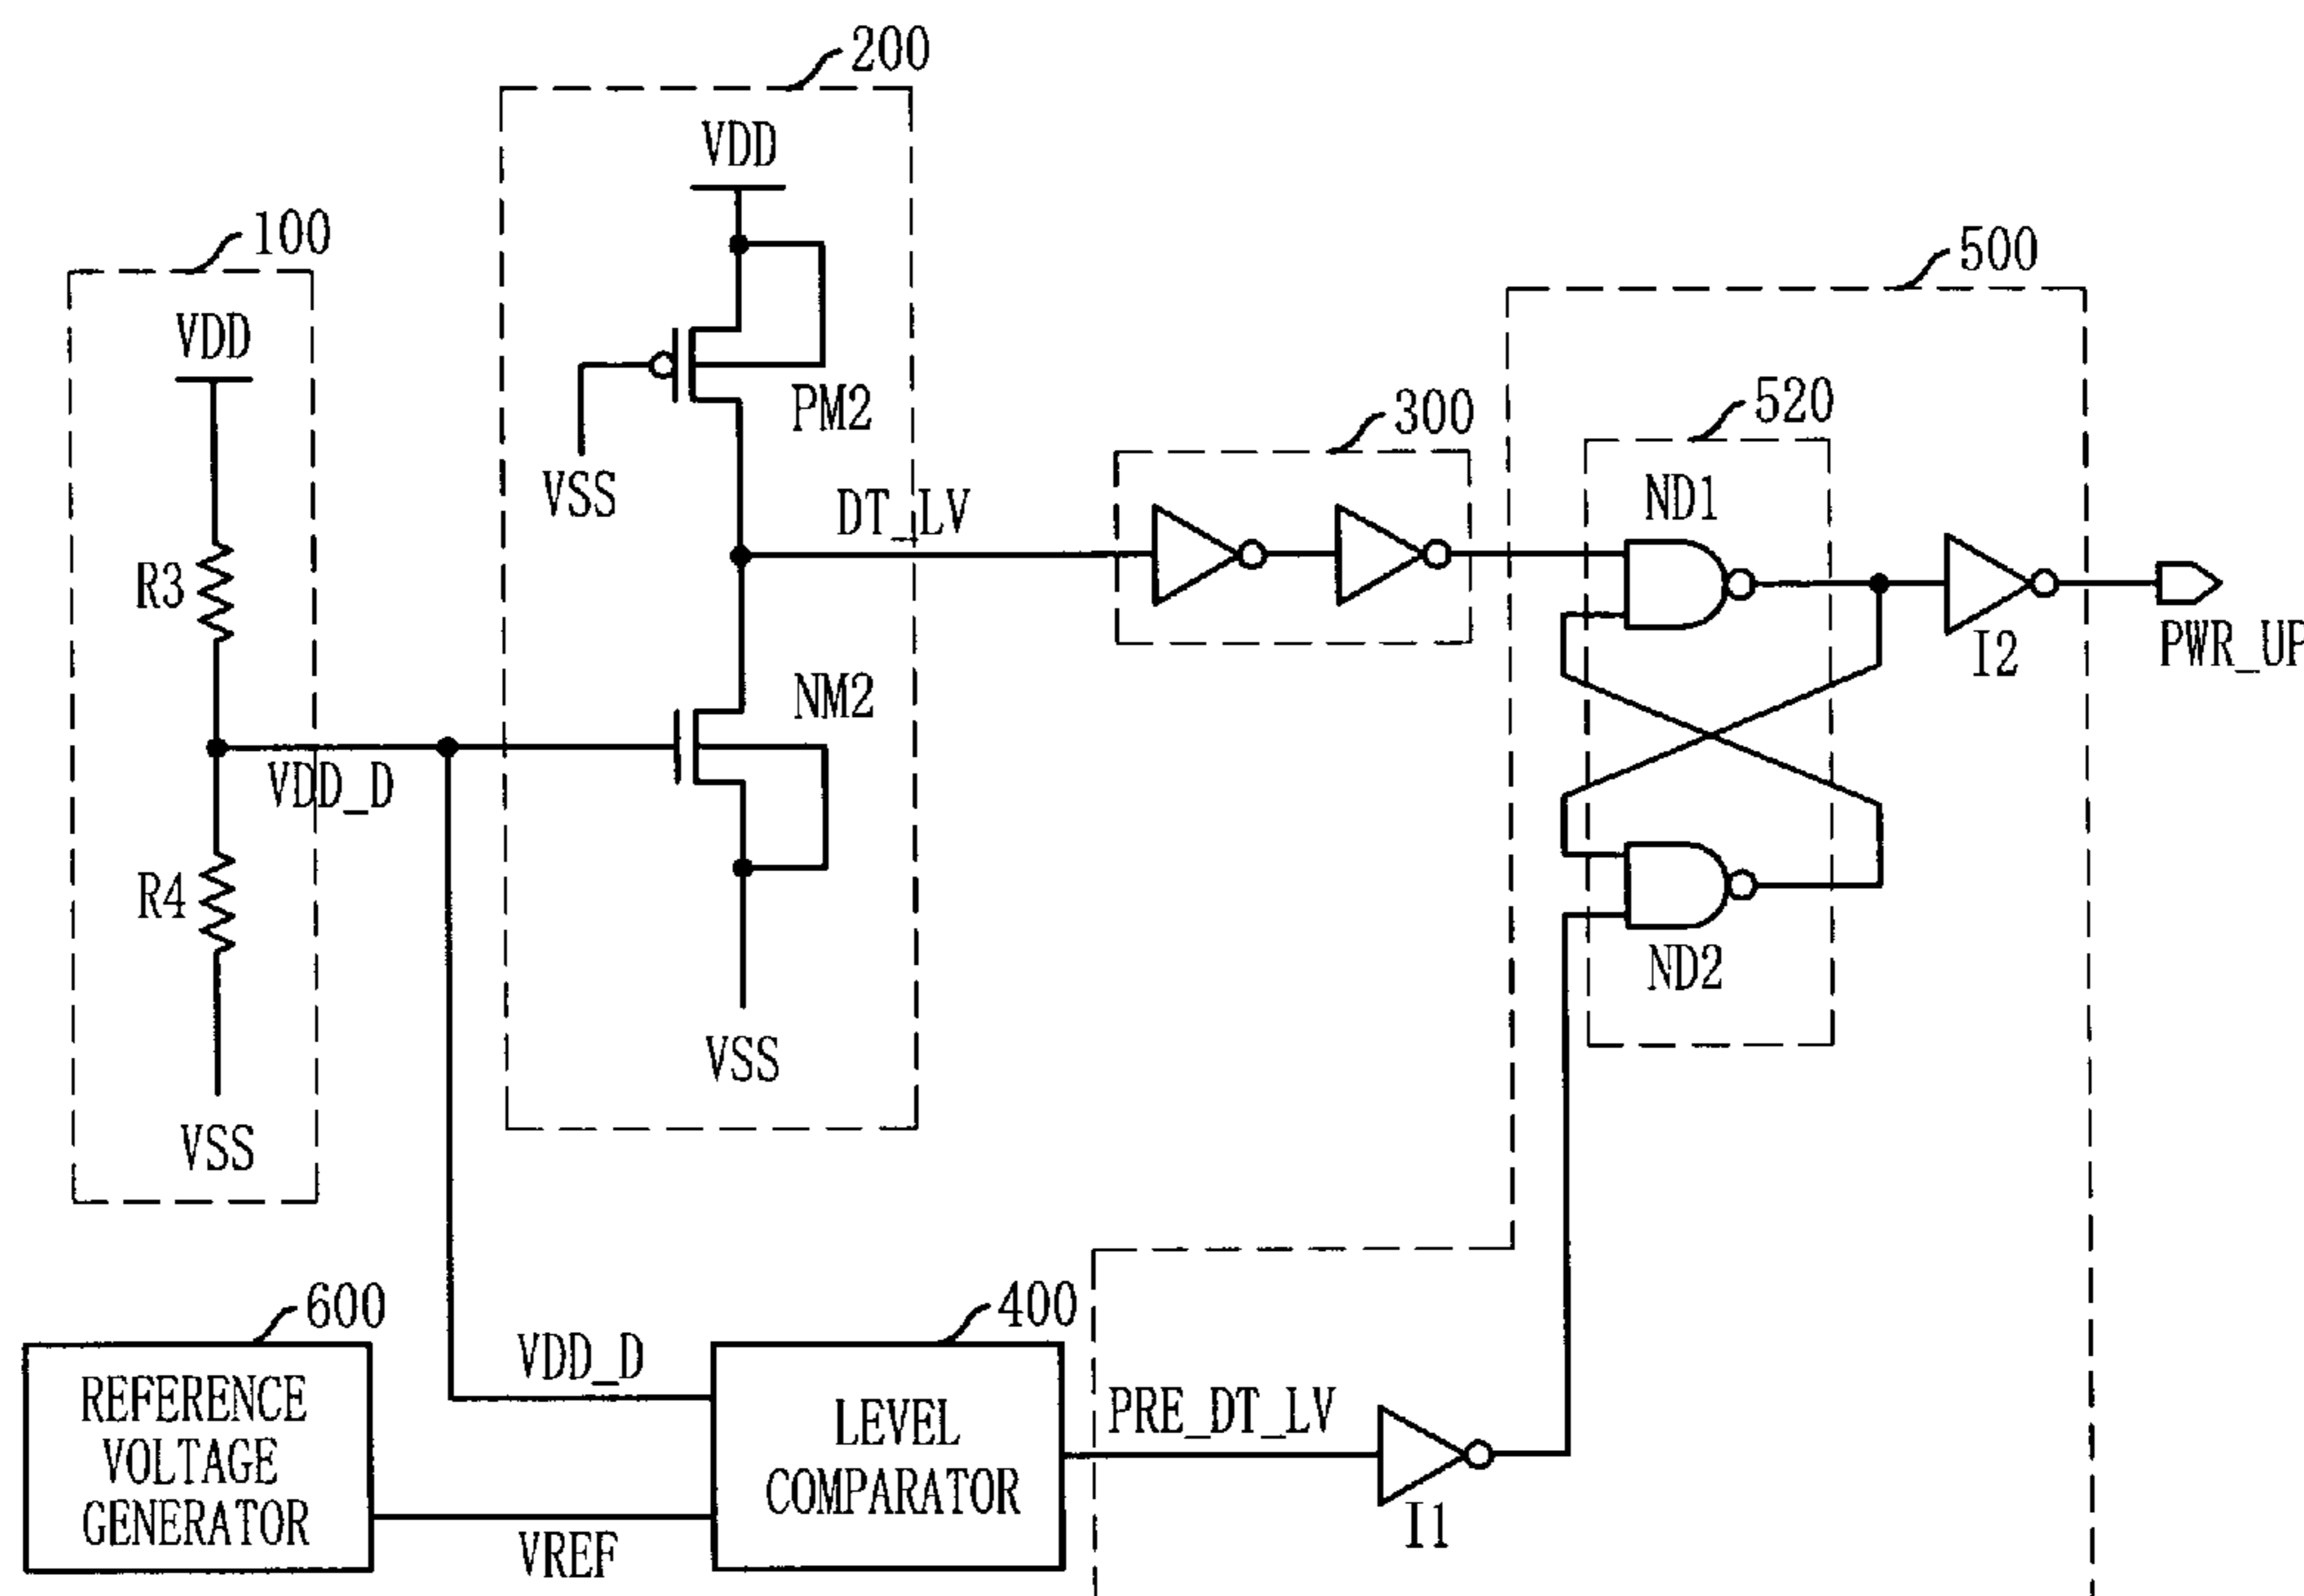 200
VDD
100
500
VDD
PM2
520
300
VSS
ND1
DT_LV
R3
I2
PWR_UP
NM2
VDD_D
R4
ND2
VSS
VSS
600
400
VDD_D
REFERENCE
VOLTAGE
GENERATOR
LEVEL
COMPARATOR
PRE_DT_LV
I1
VREF